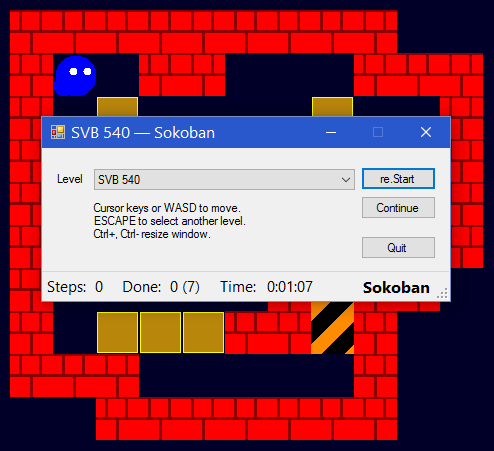 SVB 540 — Sokoban
Level SVB 540 re.Start
Cursor keys or WASD to move.
ESCAPE to select another level.
Ctrl+, Ctrl- resize window.
Continue
Quit
Steps: 0 Done: 0 (7) Time: 0:01:07 Sokoban